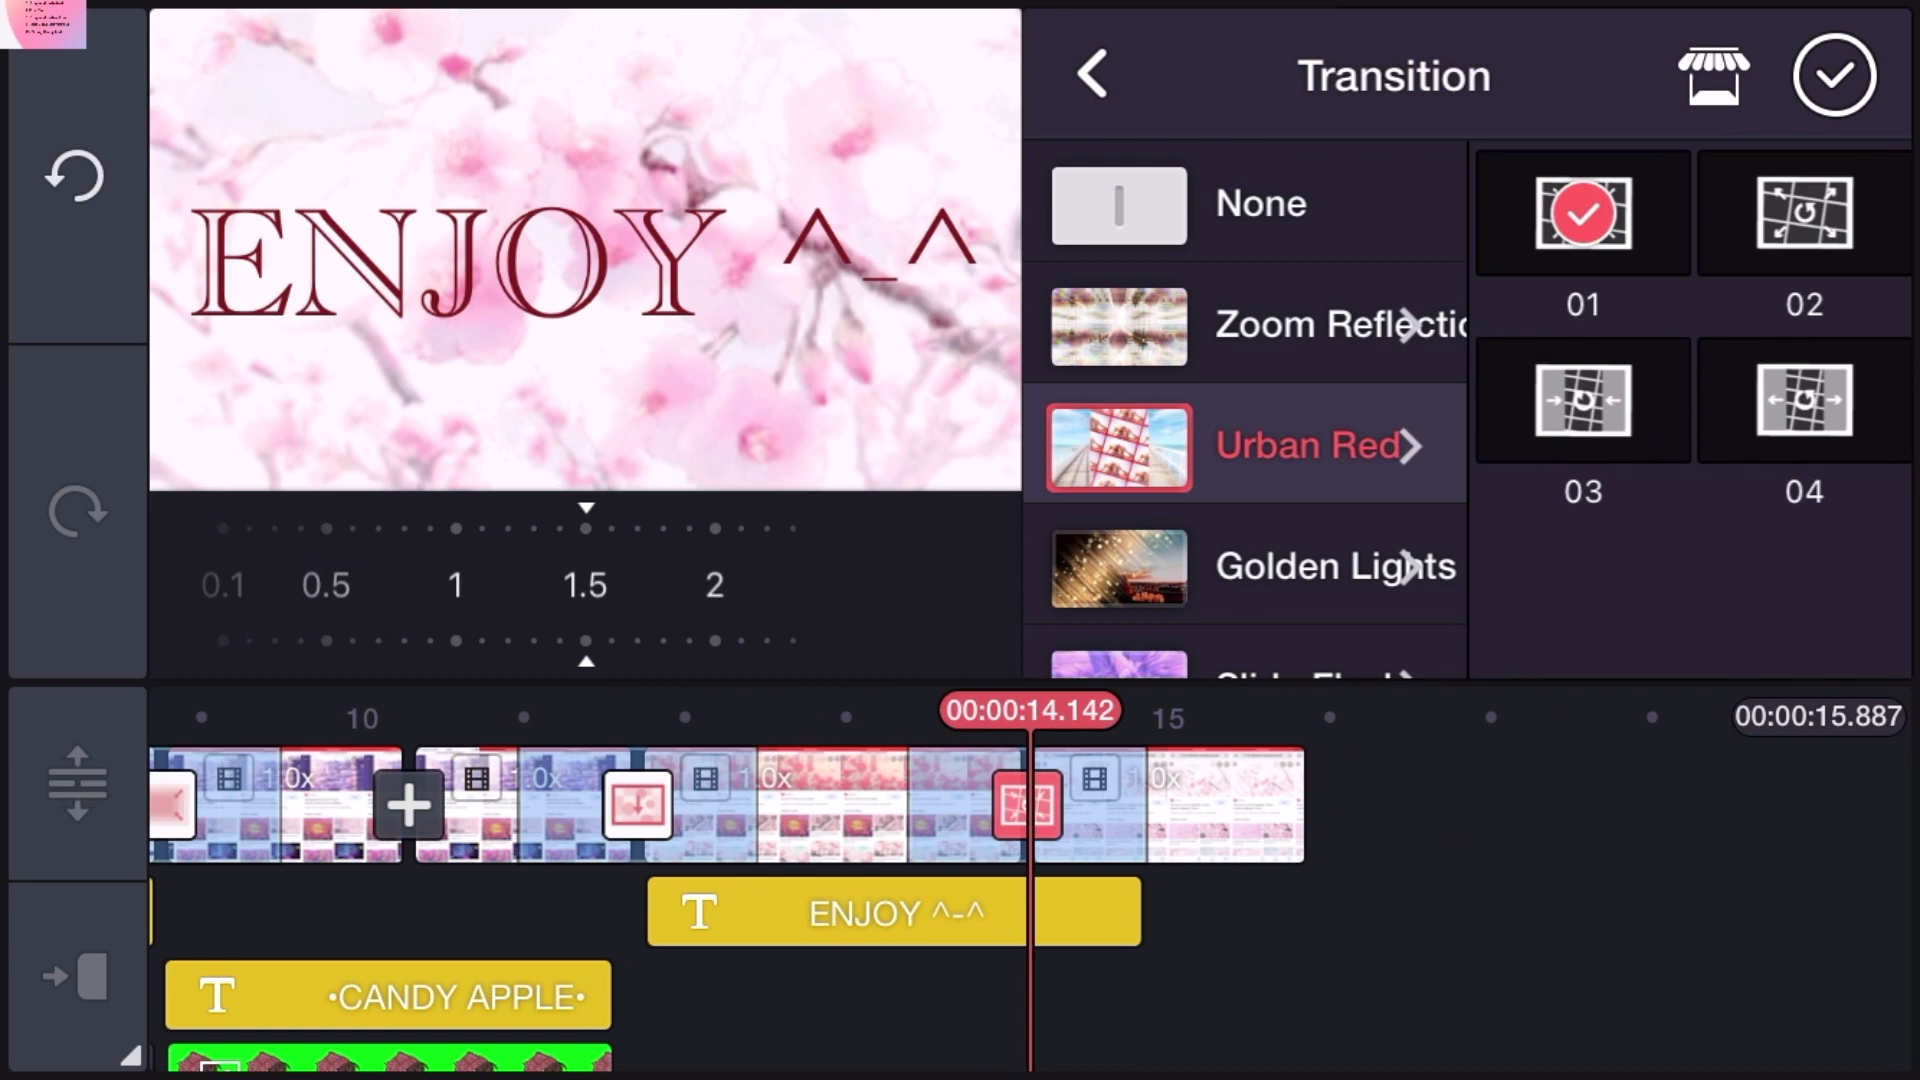 ENJOY ^_^
Transition
None
Zoom Reflectio
Urban Red
Golden Lights
01
02
03
04
0.1
0.5
1
1.5
2
10
00:00:14.142
15
00:00:15.887
1.0x
1.0x
1.0x
1.0x
T ENJOY ^-^
T •CANDY APPLE•